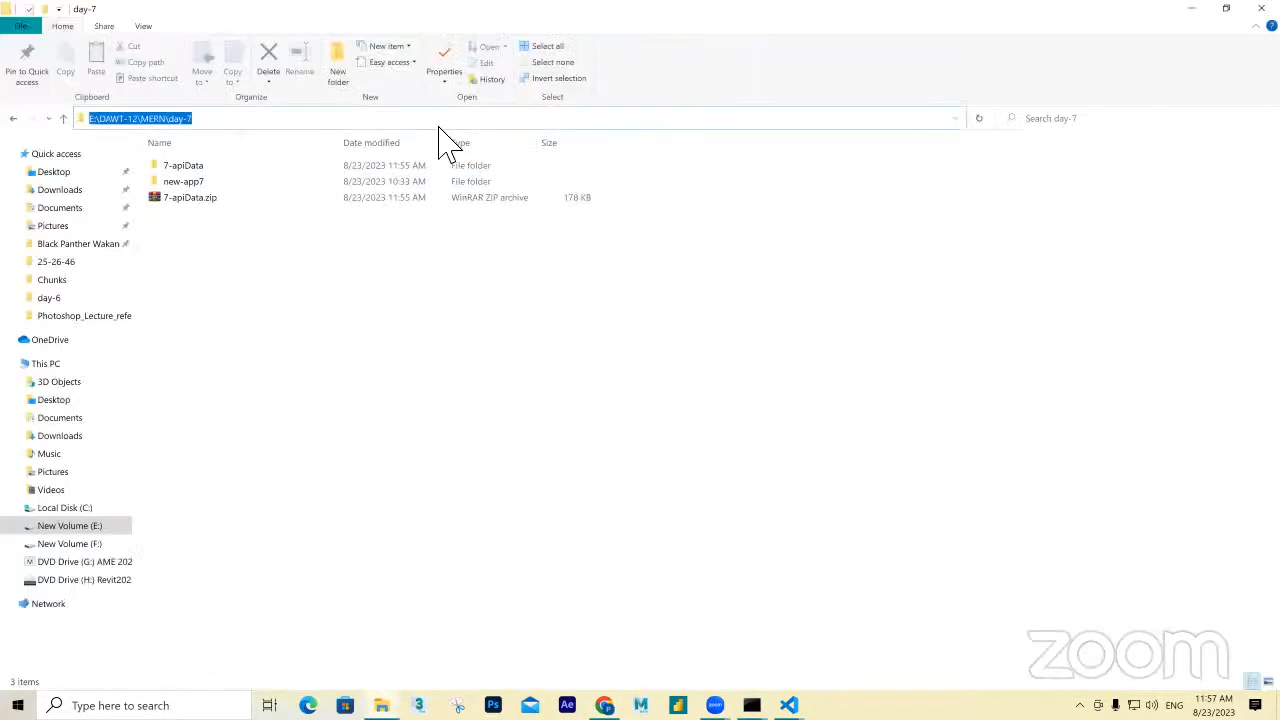 day-7
File Home Share View
Pin to Quick access
Copy
Paste
Cut
Copy path
Paste shortcut
Move to
Copy to
Delete
Rename
New folder
New item
Easy access
Properties
Open
Edit
History
Select all
Select none
Invert selection
Clipboard Organize New Open Select
E:\DAWT-12\MERN\day-7
Search day-7
Name Date modified Type Size
7-apiData 8/23/2023 11:55 AM File folder
new-app7 8/23/2023 10:33 AM File folder
7-apiData.zip 8/23/2023 11:55 AM WinRAR ZIP archive 178 KB
Quick access
Desktop
Downloads
Documents
Pictures
Black Panther Wakan
25-26-46
Chunks
day-6
Photoshop_Lecture_refe
OneDrive
This PC
3D Objects
Desktop
Documents
Downloads
Music
Pictures
Videos
Local Disk (C:)
New Volume (E:)
New Volume (F:)
DVD Drive (G:) AME 202
DVD Drive (H:) Revit202
Network
zoom
3 items
Type here to search
Ps
Ae
zoom
ENG
11:57 AM
8/23/2023